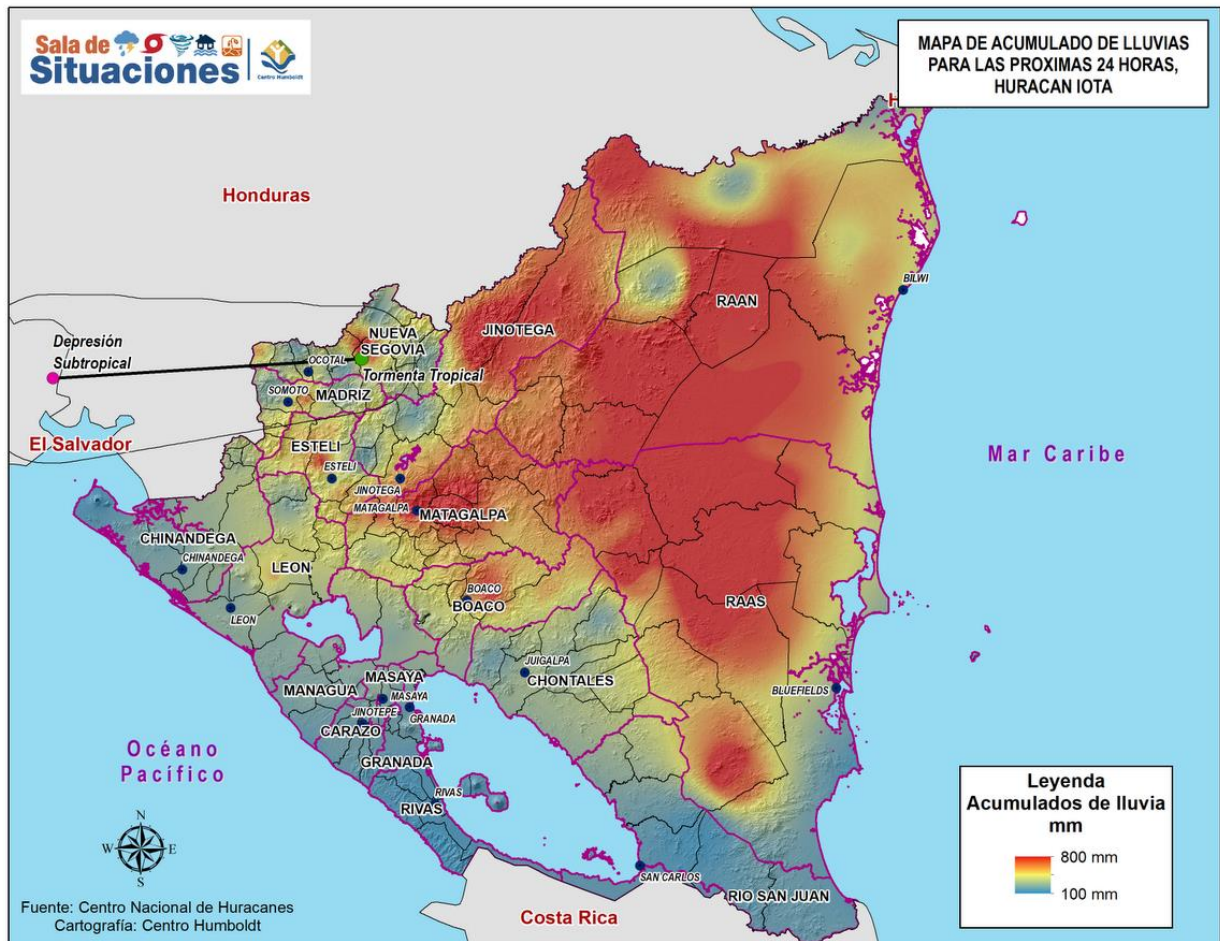 Sala de
Situaciones
Centro Humboldt
MAPA DE ACUMULADO DE LLUVIAS
PARA LAS PROXIMAS 24 HORAS,
HURACAN IOTA
Honduras
BILWI
RAAN
JINOTEGA
NUEVA
SEGOVIA
Depresión
Subtropical
OCOTAL
Tormenta Tropical
SOMOTO
MADRIZ
El Salvador
ESTELI
ESTELI
Mar Caribe
JINOTEGA
MATAGALPA
MATAGALPA
CHINANDEGA
CHINANDEGA
LEON
BOACO
BOACO
RAAS
LEON
JUIGALPA
CHONTALES
MASAYA
MANAGUA
MASAYA
BLUEFIELDS
JINOTEPE
GRANADA
CARAZO
Océano
Pacífico
GRANADA
RIVAS
RIVAS
Leyenda
Acumulados de lluvia
mm
800 mm
100 mm
N
W
E
S
SAN CARLOS
RIO SAN JUAN
Costa Rica
Fuente: Centro Nacional de Huracanes
Cartografía: Centro Humboldt